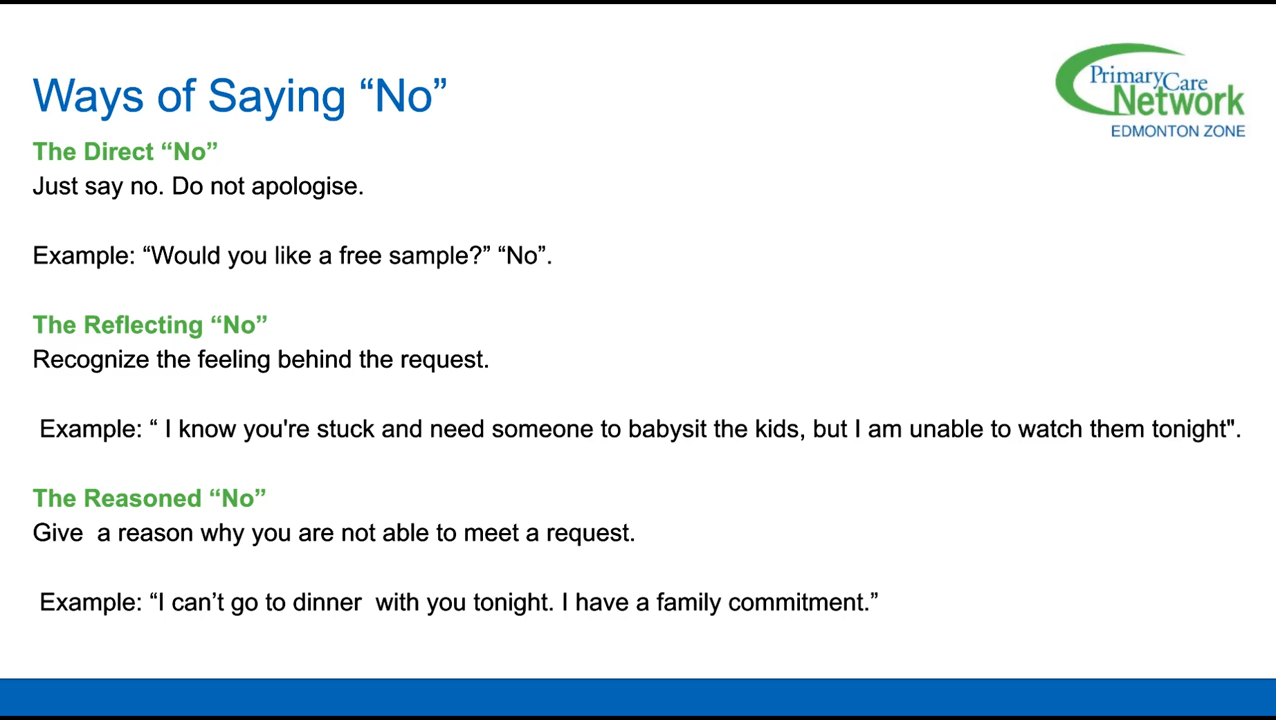 Primary Care
Network
EDMONTON ZONE
Ways of Saying “No”
The Direct “No”
Just say no. Do not apologise.
Example: “Would you like a free sample?” “No”.
The Reflecting “No”
Recognize the feeling behind the request.
Example: “ I know you're stuck and need someone to babysit the kids, but I am unable to watch them tonight".
The Reasoned “No”
Give  a reason why you are not able to meet a request.
Example: “I can’t go to dinner  with you tonight. I have a family commitment.”